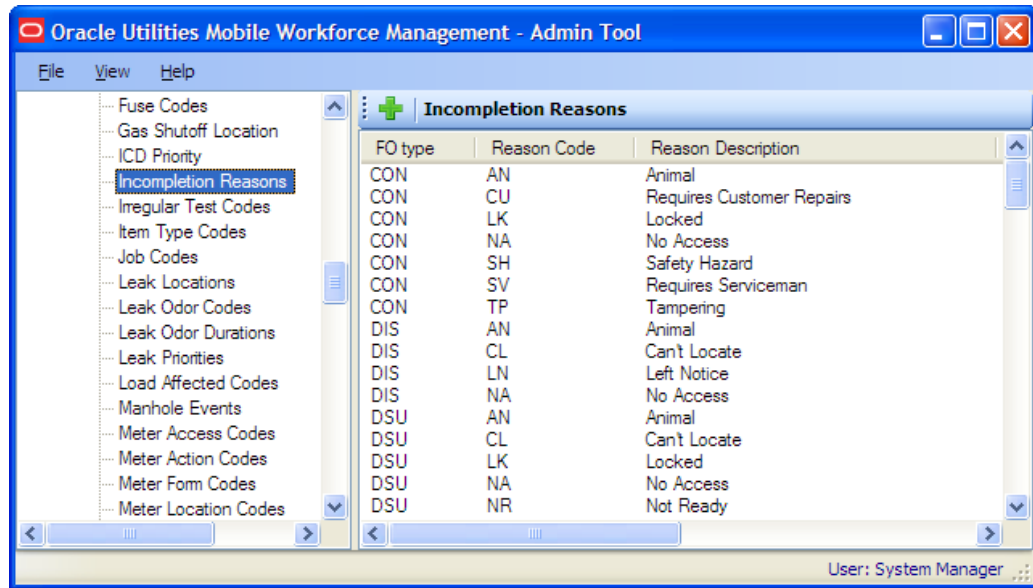 Oracle Utilities Mobile Workforce Management - Admin Tool
File View Help
Fuse Codes
Gas Shutoff Location
ICD Priority
Incompletion Reasons
Irregular Test Codes
Item Type Codes
Job Codes
Leak Locations
Leak Odor Codes
Leak Odor Durations
Leak Priorities
Load Affected Codes
Manhole Events
Meter Access Codes
Meter Action Codes
Meter Form Codes
Meter Location Codes
Incompletion Reasons
FO type Reason Code Reason Description
CON AN Animal
CON CU Requires Customer Repairs
CON LK Locked
CON NA No Access
CON SH Safety Hazard
CON SV Requires Serviceman
CON TP Tampering
DIS AN Animal
DIS CL Can't Locate
DIS LN Left Notice
DIS NA No Access
DSU AN Animal
DSU CL Can't Locate
DSU LK Locked
DSU NA No Access
DSU NR Not Ready
User: System Manager